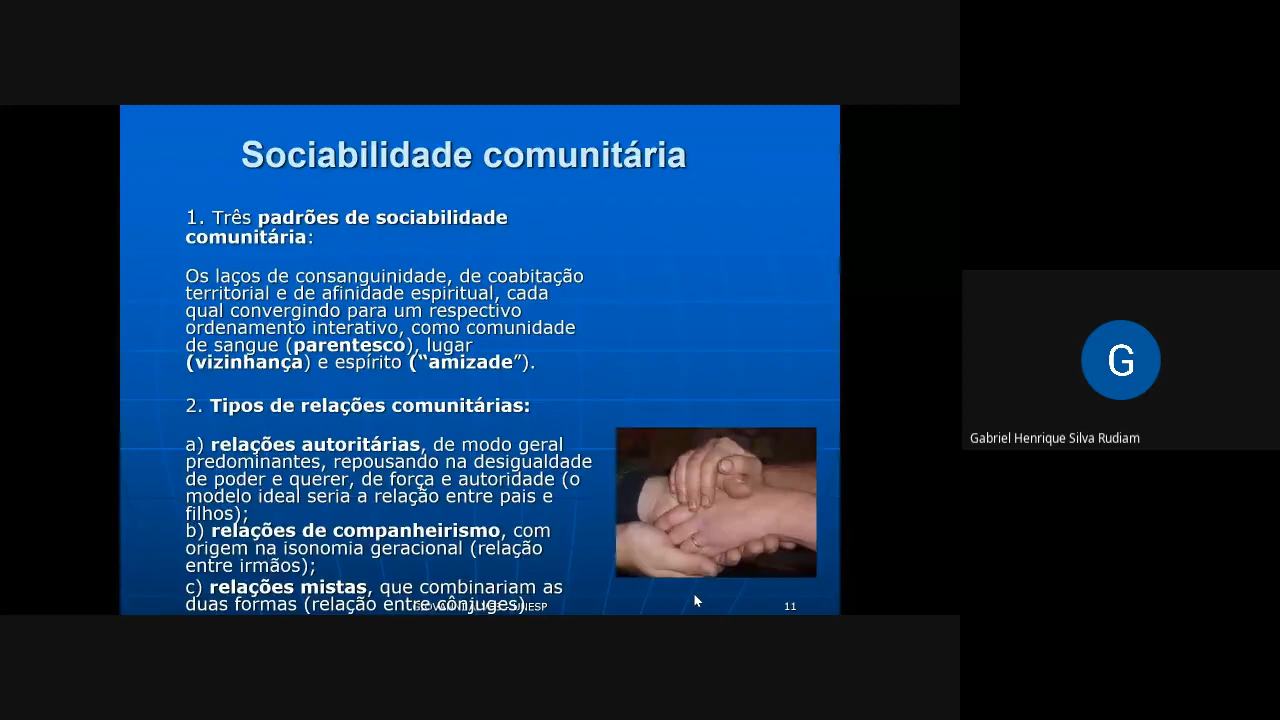 Sociabilidade comunitária
1. Três padrões de sociabilidade
comunitária:
Os laços de consanguinidade, de coabitação
territorial e de afinidade espiritual, cada
qual convergindo para um respectivo
ordenamento interativo, como comunidade
de sangue (parentesco), lugar
(vizinhança) e espírito (“amizade”).
2. Tipos de relações comunitárias:
a) relações autoritárias, de modo geral
predominantes, repousando na desigualdade
de poder e querer, de força e autoridade (o
modelo ideal seria a relação entre pais e
filhos);
b) relações de companheirismo, com
origem na isonomia geracional (relação
entre irmãos);
c) relações mistas, que combinariam as
duas formas (relação entre cônjuges)
UNESP
11
G
Gabriel Henrique Silva Rudiam